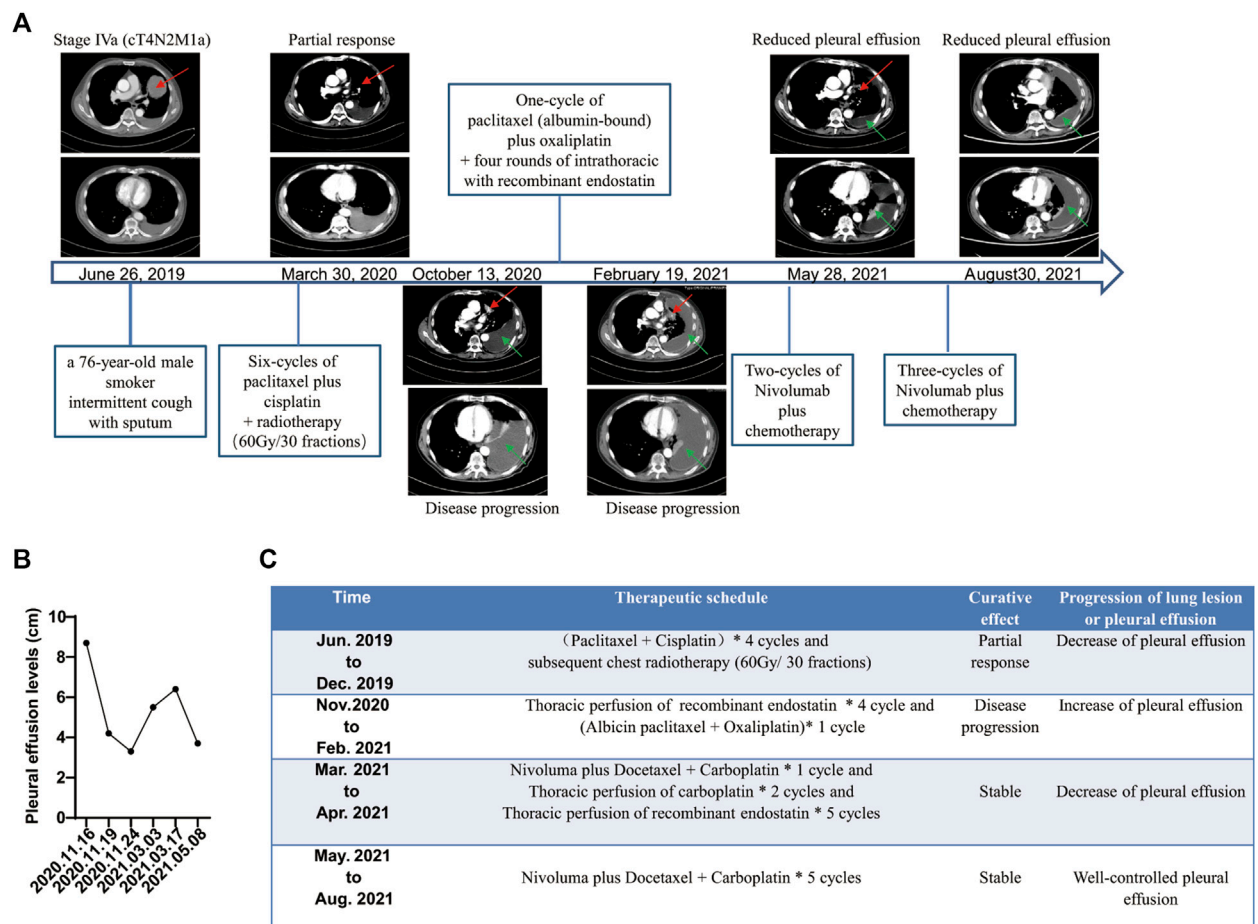 A
Stage IVa (cT4N2M1a)
Partial response
Reduced pleural effusion
Reduced pleural effusion
One-cycle of
paclitaxel (albumin-bound)
plus oxaliplatin
+ four rounds of intrathoracic
with recombinant endostatin
June 26, 2019
March 30, 2020
October 13, 2020
February 19, 2021
May 28, 2021
August30, 2021
a 76-year-old male
smoker
intermittent cough
with sputum
Six-cycles of
paclitaxel plus
cisplatin
+ radiotherapy
(60Gy/30 fractions)
Two-cycles of
Nivolumab
plus
chemotherapy
Three-cycles of
Nivolumab plus
chemotherapy
Disease progression
Disease progression
B
Pleural effusion levels (cm)
10
8
6
4
2
0
2020.11.16
2020.11.19
2020.11.24
2021.03.03
2021.03.17
2021.05.08
C
Time
Therapeutic schedule
Curative
effect
Progression of lung lesion
or pleural effusion
Jun. 2019
to
Dec. 2019
（Paclitaxel + Cisplatin）* 4 cycles and
subsequent chest radiotherapy (60Gy/ 30 fractions)
Partial
response
Decrease of pleural effusion
Nov.2020
to
Feb. 2021
Thoracic perfusion of recombinant endostatin * 4 cycle and
(Albicin paclitaxel + Oxaliplatin)* 1 cycle
Disease
progression
Increase of pleural effusion
Mar. 2021
to
Apr. 2021
Nivoluma plus Docetaxel + Carboplatin * 1 cycle and
Thoracic perfusion of carboplatin * 2 cycles and
Thoracic perfusion of recombinant endostatin * 5 cycles
Stable
Decrease of pleural effusion
May. 2021
to
Aug. 2021
Nivoluma plus Docetaxel + Carboplatin * 5 cycles
Stable
Well-controlled pleural
effusion